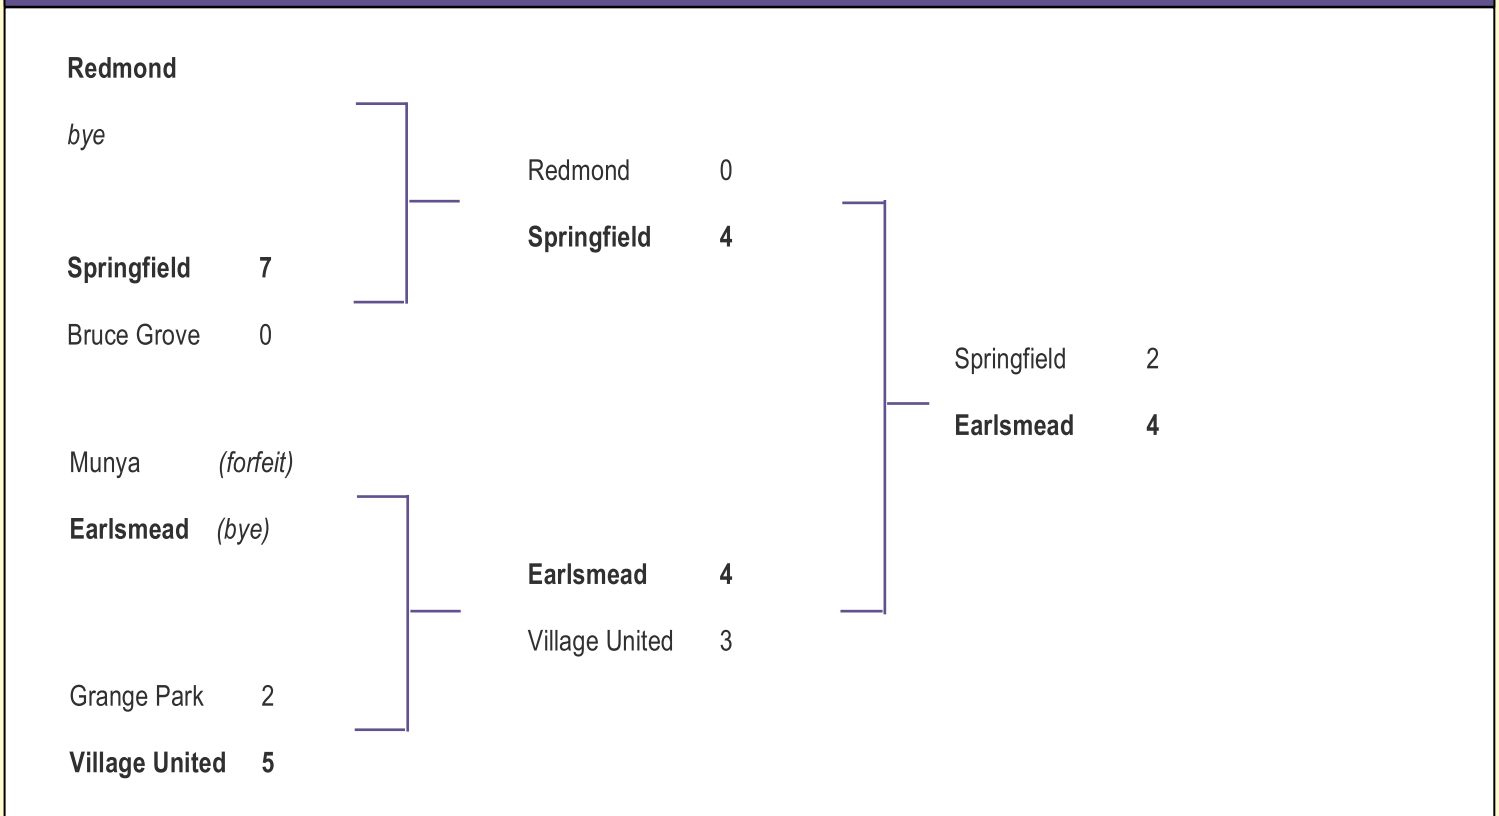 Redmond
bye
Springfield 7
Bruce Grove 0
Munya (forfeit)
Earlsmead (bye)
Grange Park 2
Village United 5
Redmond 0
Springfield 4
Earlsmead 4
Village United 3
Springfield 2
Earlsmead 4